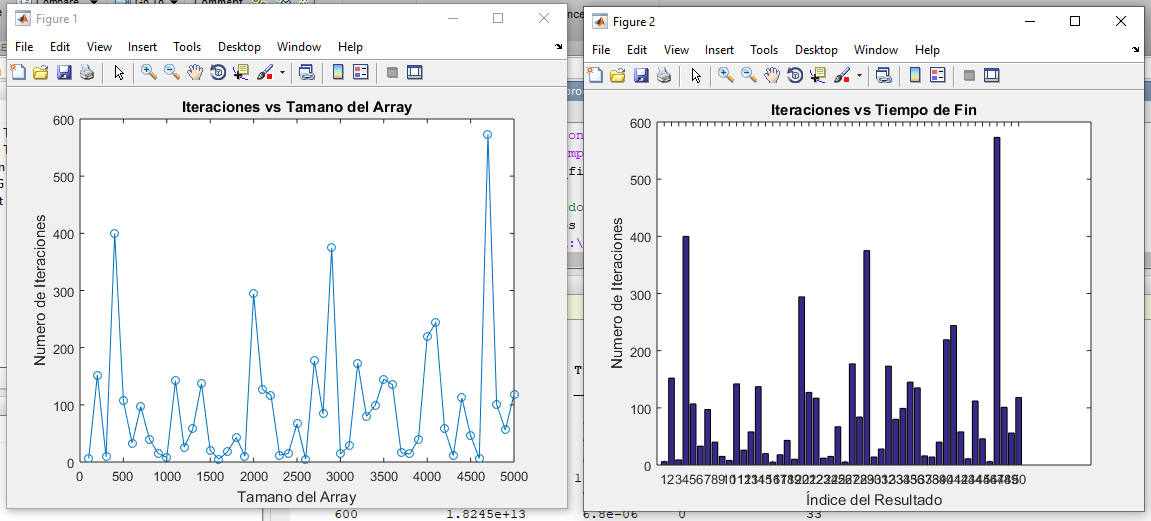 Figure 1
File Edit View Insert Tools Desktop Window Help
Iteraciones vs Tamano del Array
Numero de Iteraciones
600
500
400
300
200
100
0
0 500 1000 1500 2000 2500 3000 3500 4000 4500 5000
Tamano del Array
Figure 2
File Edit View Insert Tools Desktop Window Help
Iteraciones vs Tiempo de Fin
Numero de Iteraciones
600
500
400
300
200
100
0
Índice del Resultado
600 1.8245e+13 6.8e-06 0 33